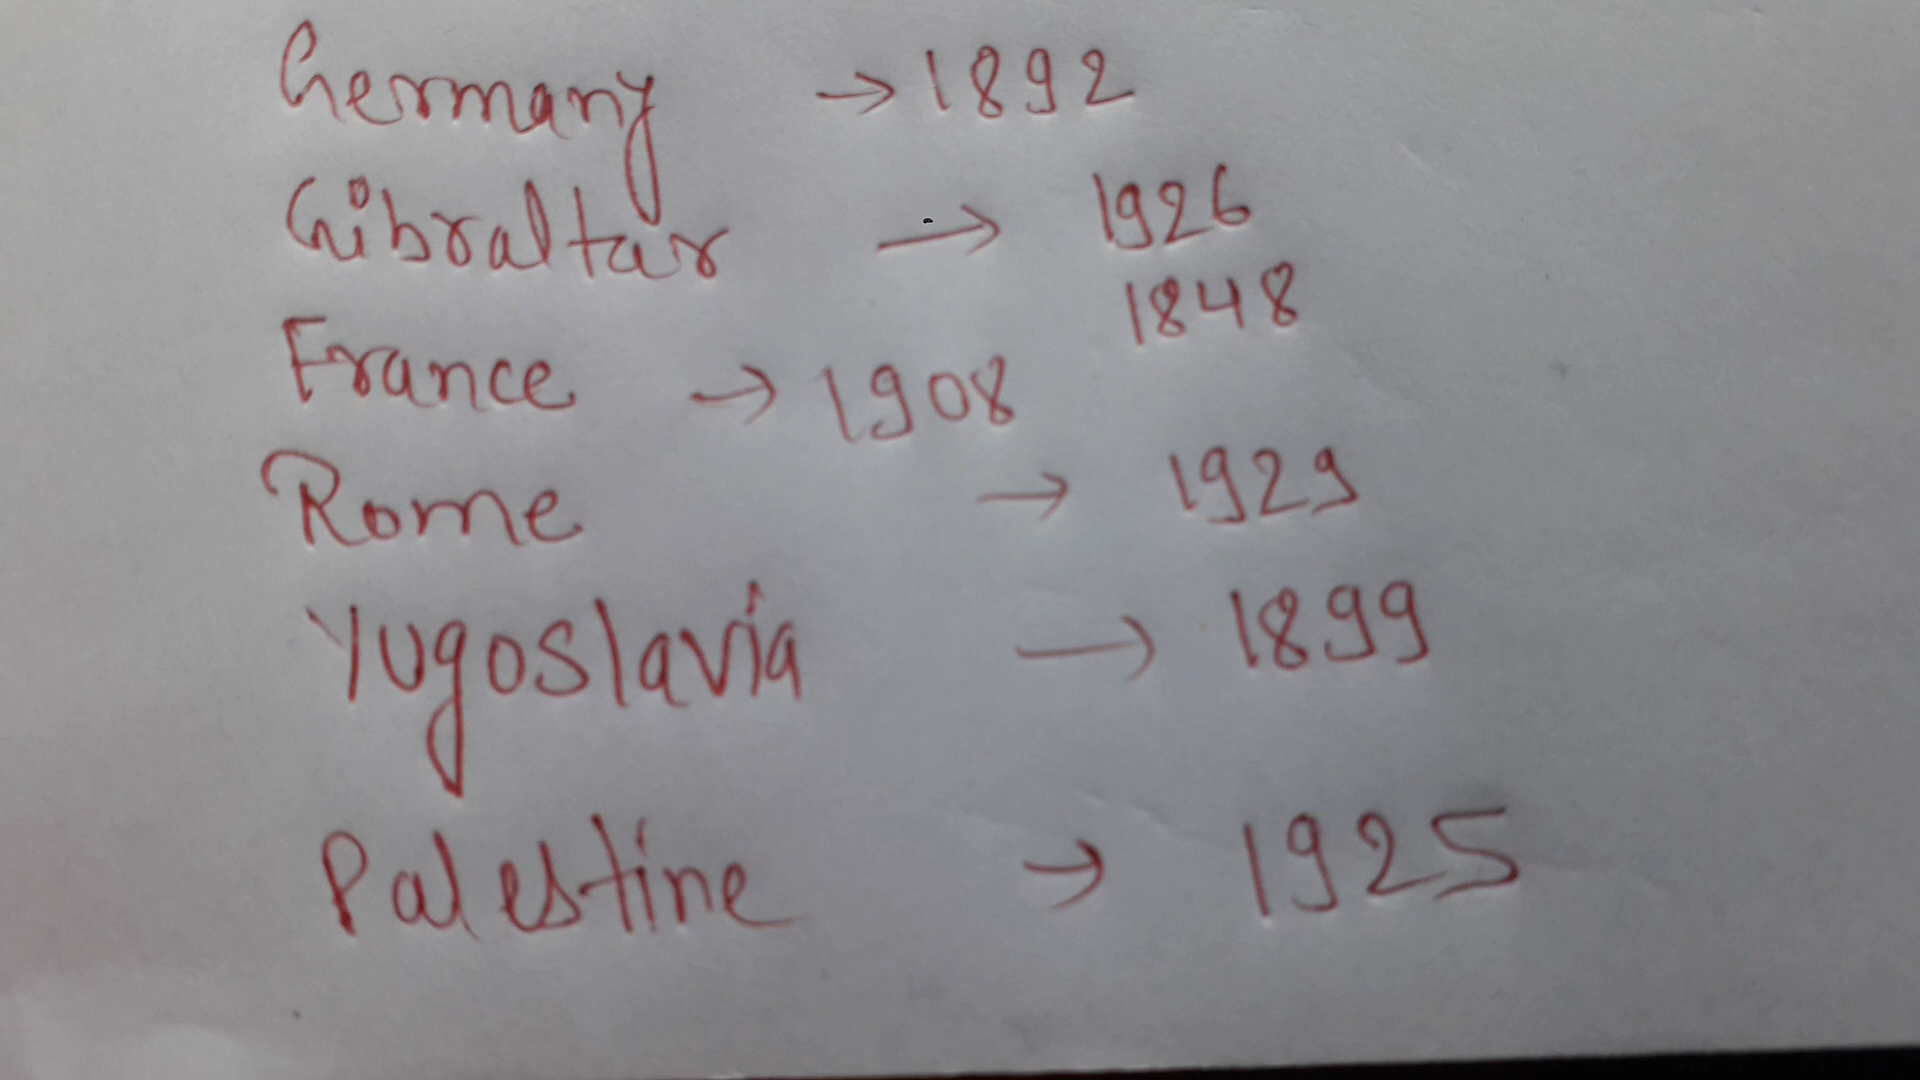 Germany → 1892
Gibraltar → 1926
1848
France → 1908
Rome → 1929
Yugoslavia → 1899
Palestine → 1925